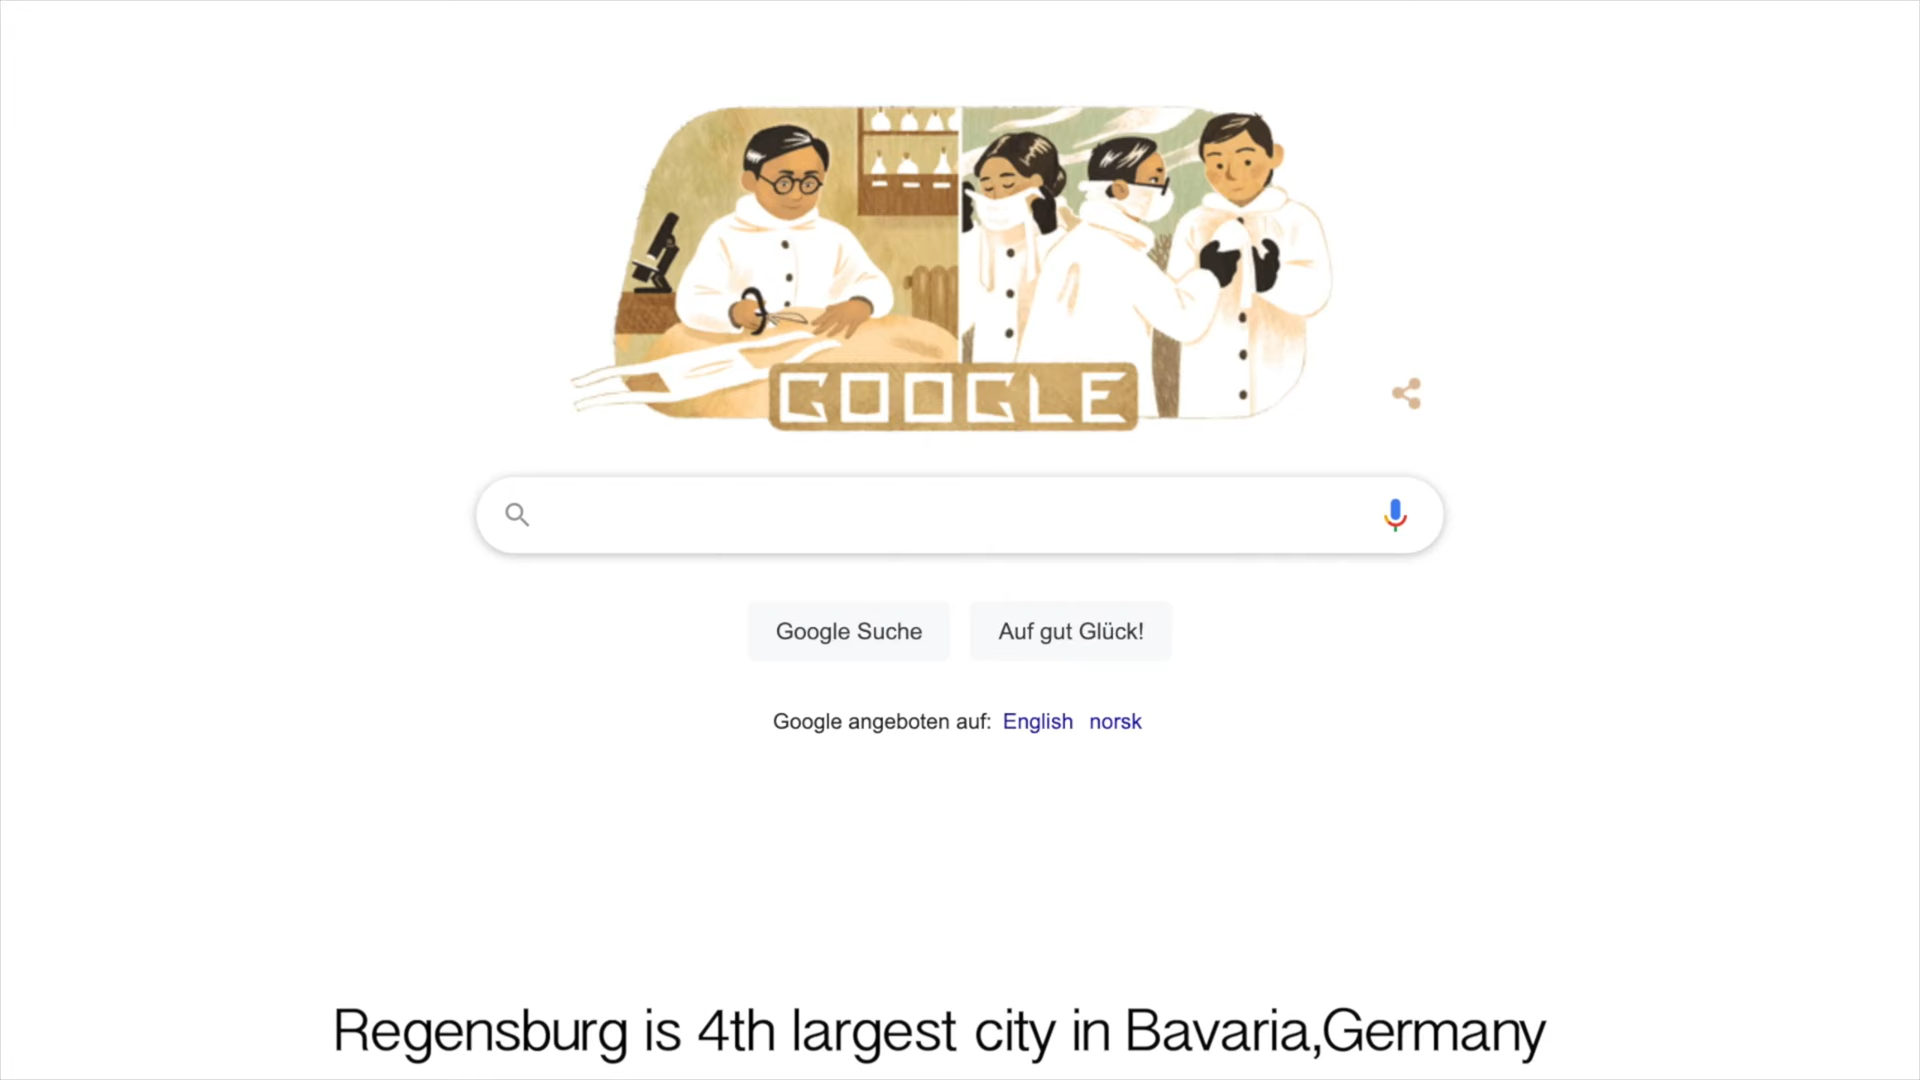 GOOGLE
Google Suche
Auf gut Glück!
Google angeboten auf: English norsk
Regensburg is 4th largest city in Bavaria,Germany